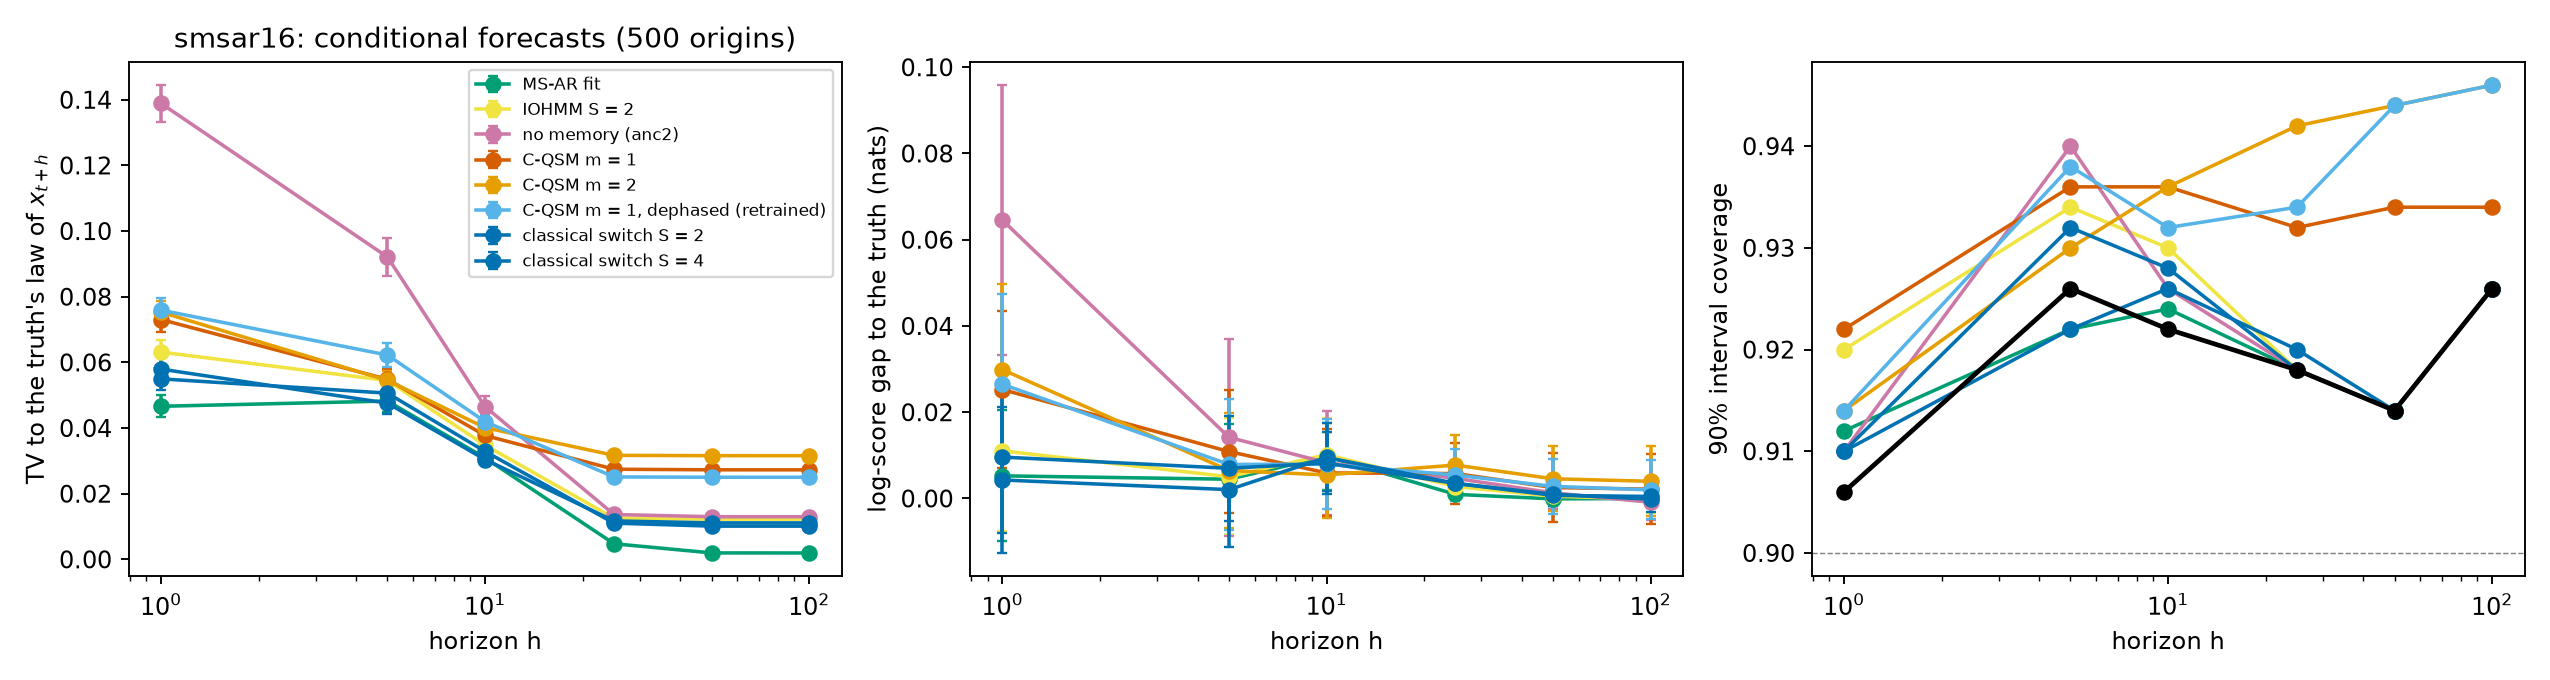 smsar16: conditional forecasts (500 origins)
TV to the truth's law of x_{t+h}
0.14
0.12
0.10
0.08
0.06
0.04
0.02
0.00
MS-AR fit
IOHMM S = 2
no memory (anc2)
C-QSM m = 1
C-QSM m = 2
C-QSM m = 1, dephased (retrained)
classical switch S = 2
classical switch S = 4
10^0 10^1 10^2
horizon h
log-score gap to the truth (nats)
0.10
0.08
0.06
0.04
0.02
0.00
10^0 10^1 10^2
horizon h
90% interval coverage
0.94
0.93
0.92
0.91
0.90
10^0 10^1 10^2
horizon h